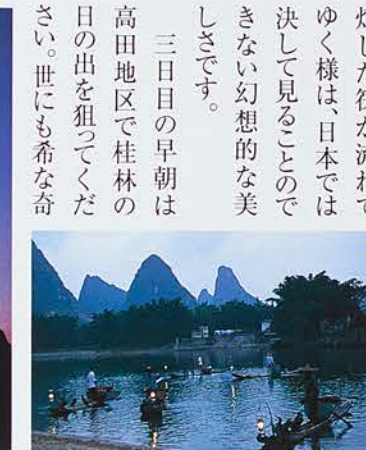 した が流れて
ゆく様は、日本では
決して見ることので
きない幻想的な美
しさです。
　三日目の早朝は
高田地区で桂林の
日の出を狙ってくだ
さい。世にも希な奇